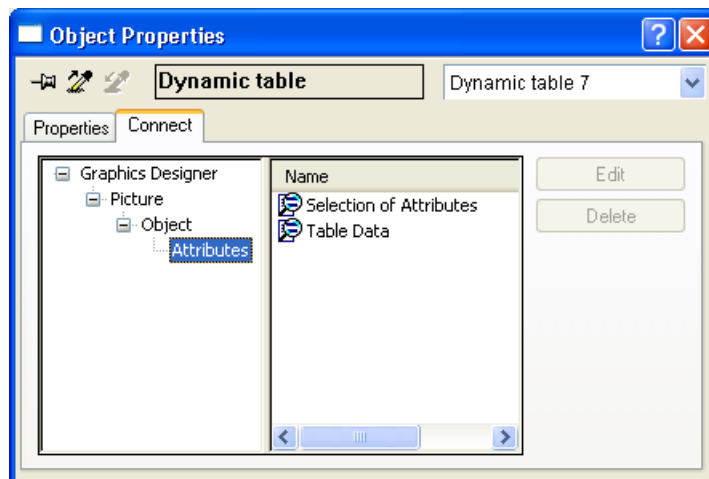 Object Properties
Dynamic table
Dynamic table 7
Properties
Connect
Graphics Designer
Picture
Object
Attributes
Name
Selection of Attributes
Table Data
Edit
Delete